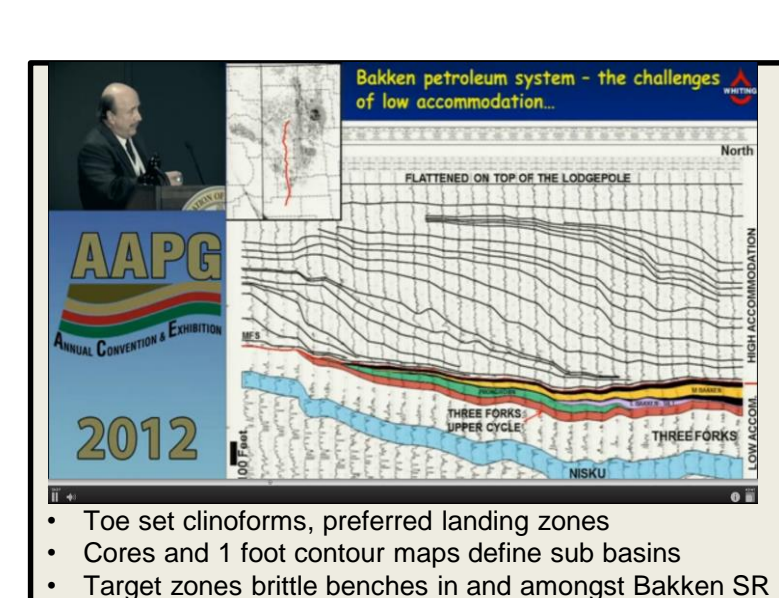 Bakken petroleum system - the challenges
of low accommodation...
WHITING
North
FLATTENED ON TOP OF THE LODGEPOLE
AAPG
ANNUAL CONVENTION & EXHIBITION
2012
HIGH ACCOMMODATION
MFS
M BAKKEN
THREE FORKS
UPPER CYCLE
THREE FORKS
LOW ACCOM.
100 Feet
NISKU
• Toe set clinoforms, preferred landing zones
• Cores and 1 foot contour maps define sub basins
• Target zones brittle benches in and amongst Bakken SR